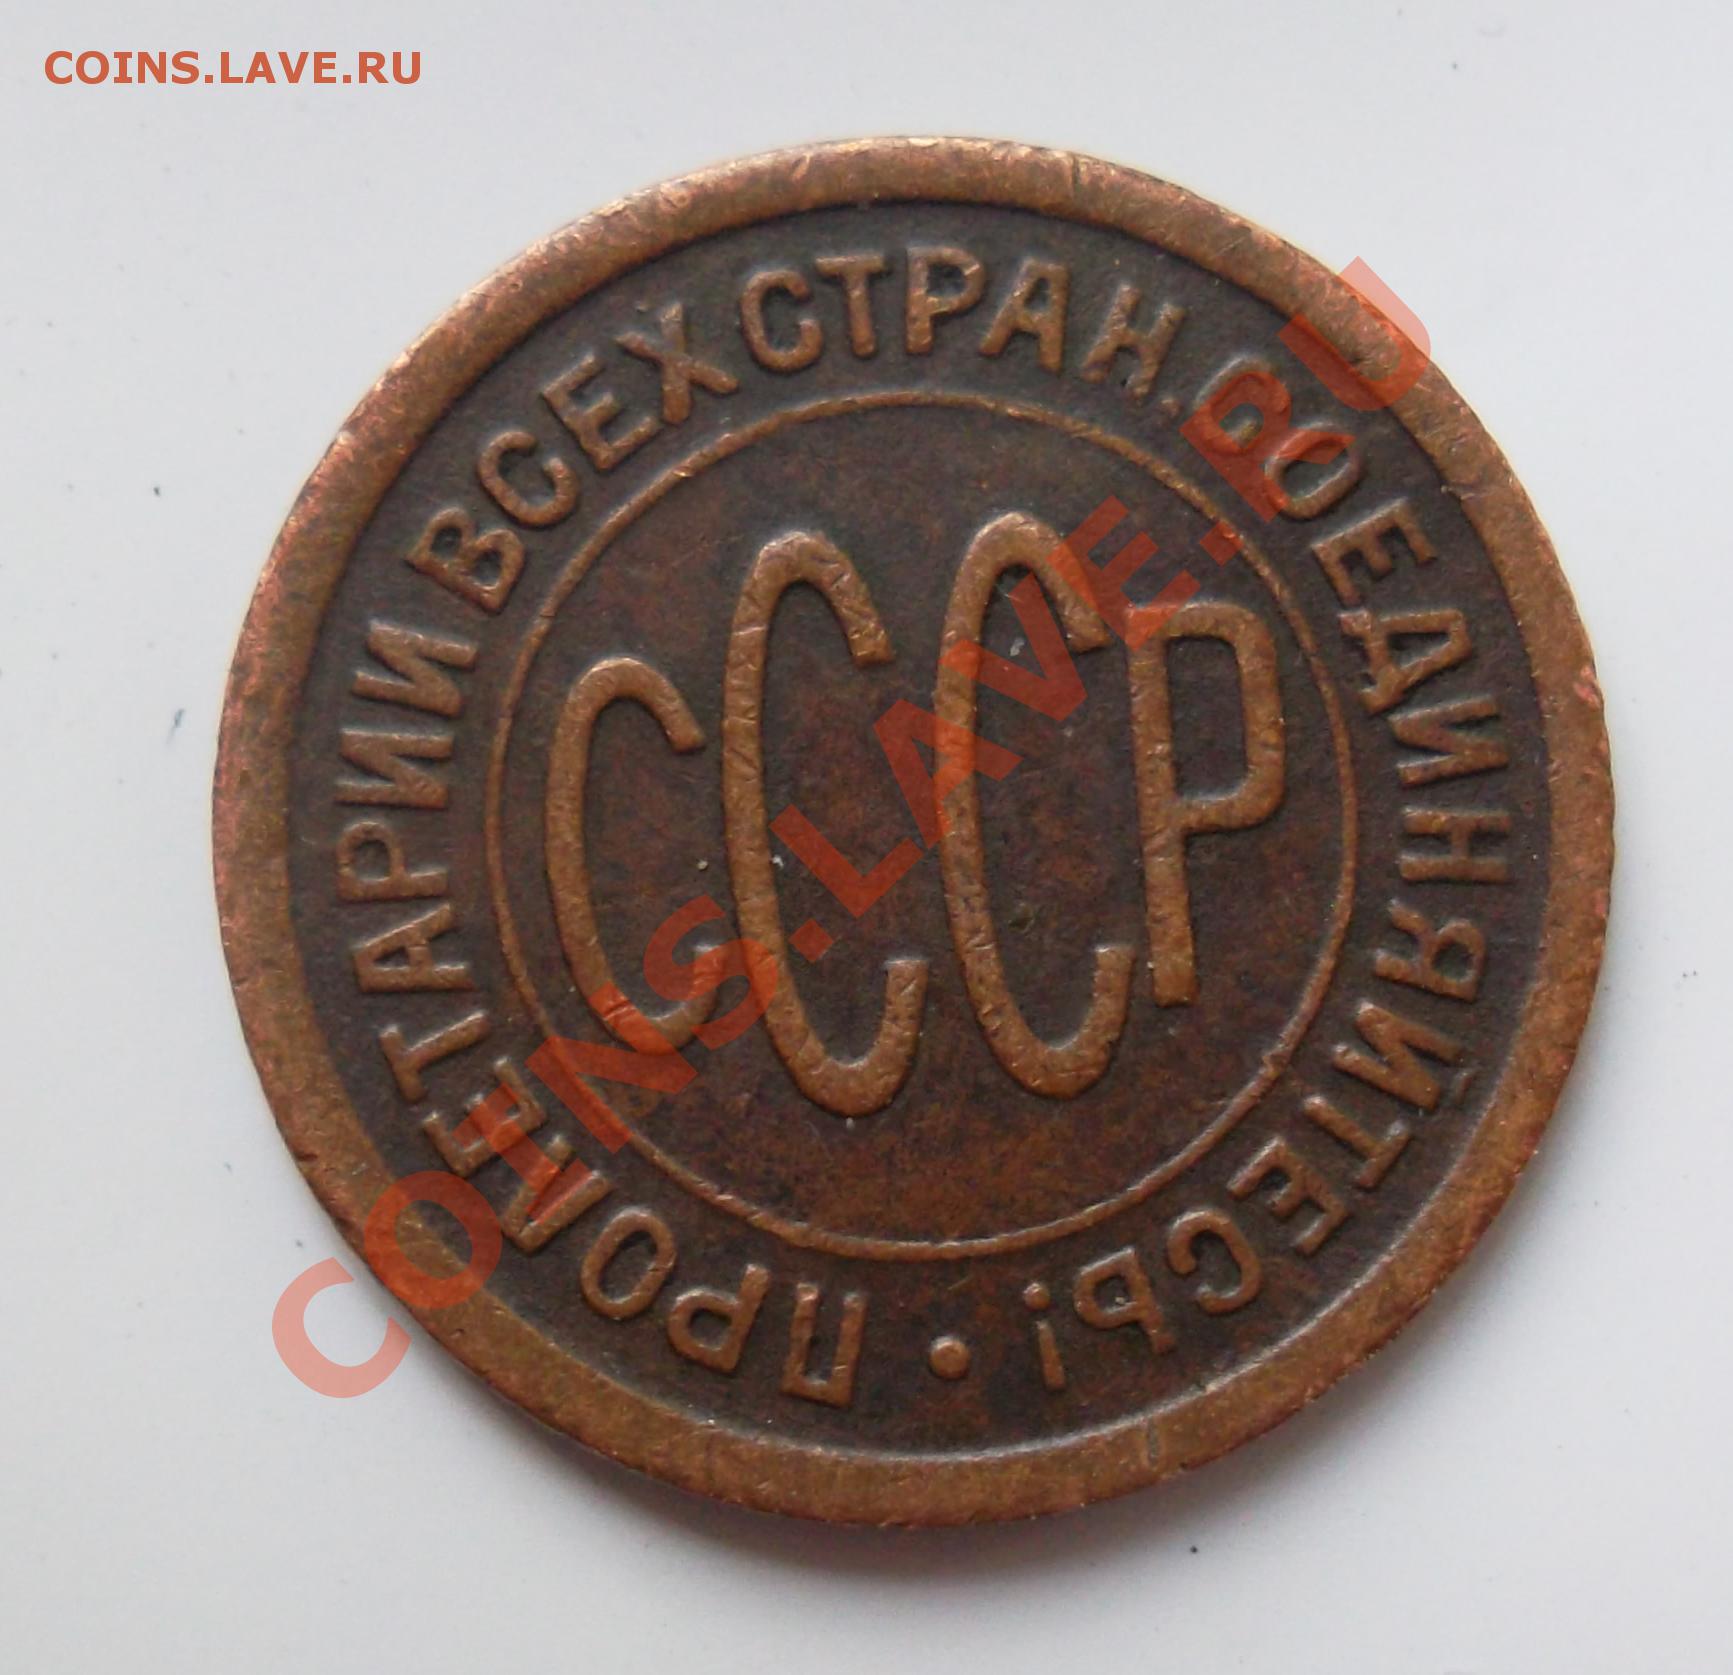 COINS.LAVE.RU
ПРОЛЕТАРИИ ВСЕХ СТРАН, СОЕДИНЯЙТЕСЬ!
СССР
COINS.LAVE.RU